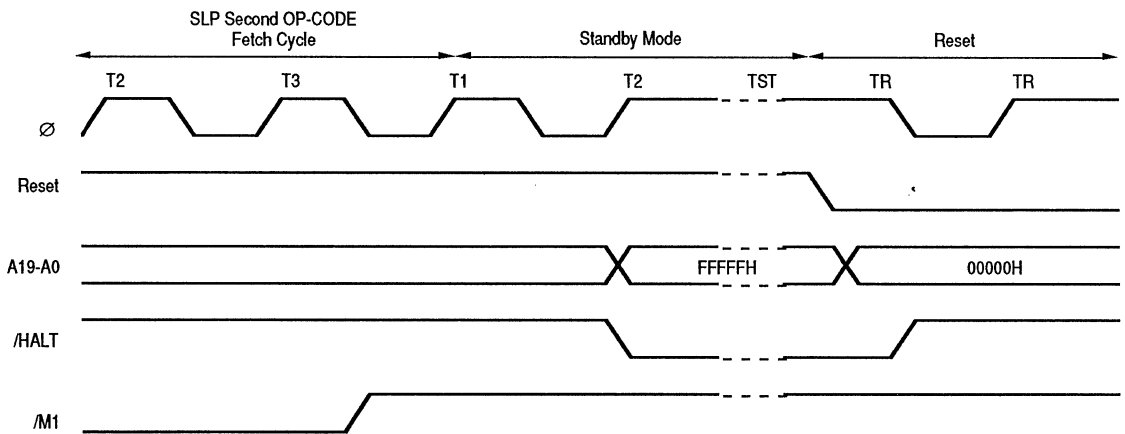 SLP Second OP-CODE
Fetch Cycle
Standby Mode
Reset
T2 T3 T1 T2 TST TR TR
Ø
Reset
A19-A0 FFFFFH 00000H
/HALT
/M1